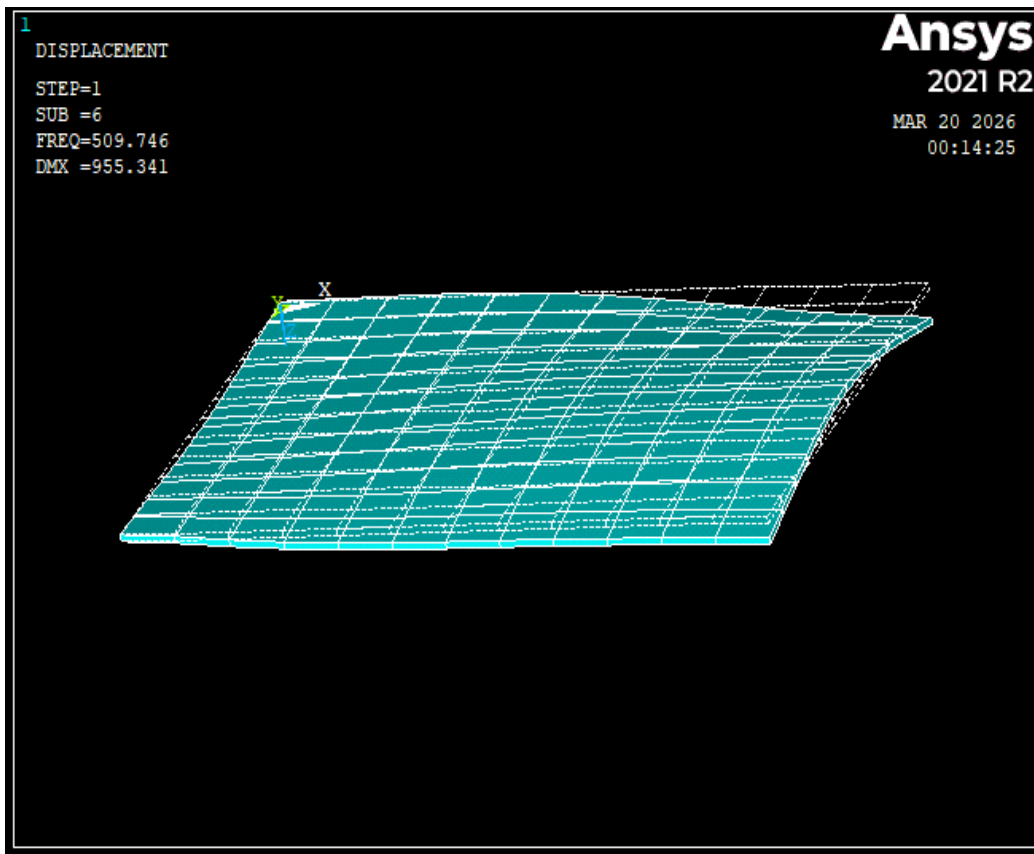 1
DISPLACEMENT
STEP=1
SUB =6
FREQ=509.746
DMX =955.341
Ansys
2021 R2
MAR 20 2026
00:14:25
Y
X
Z